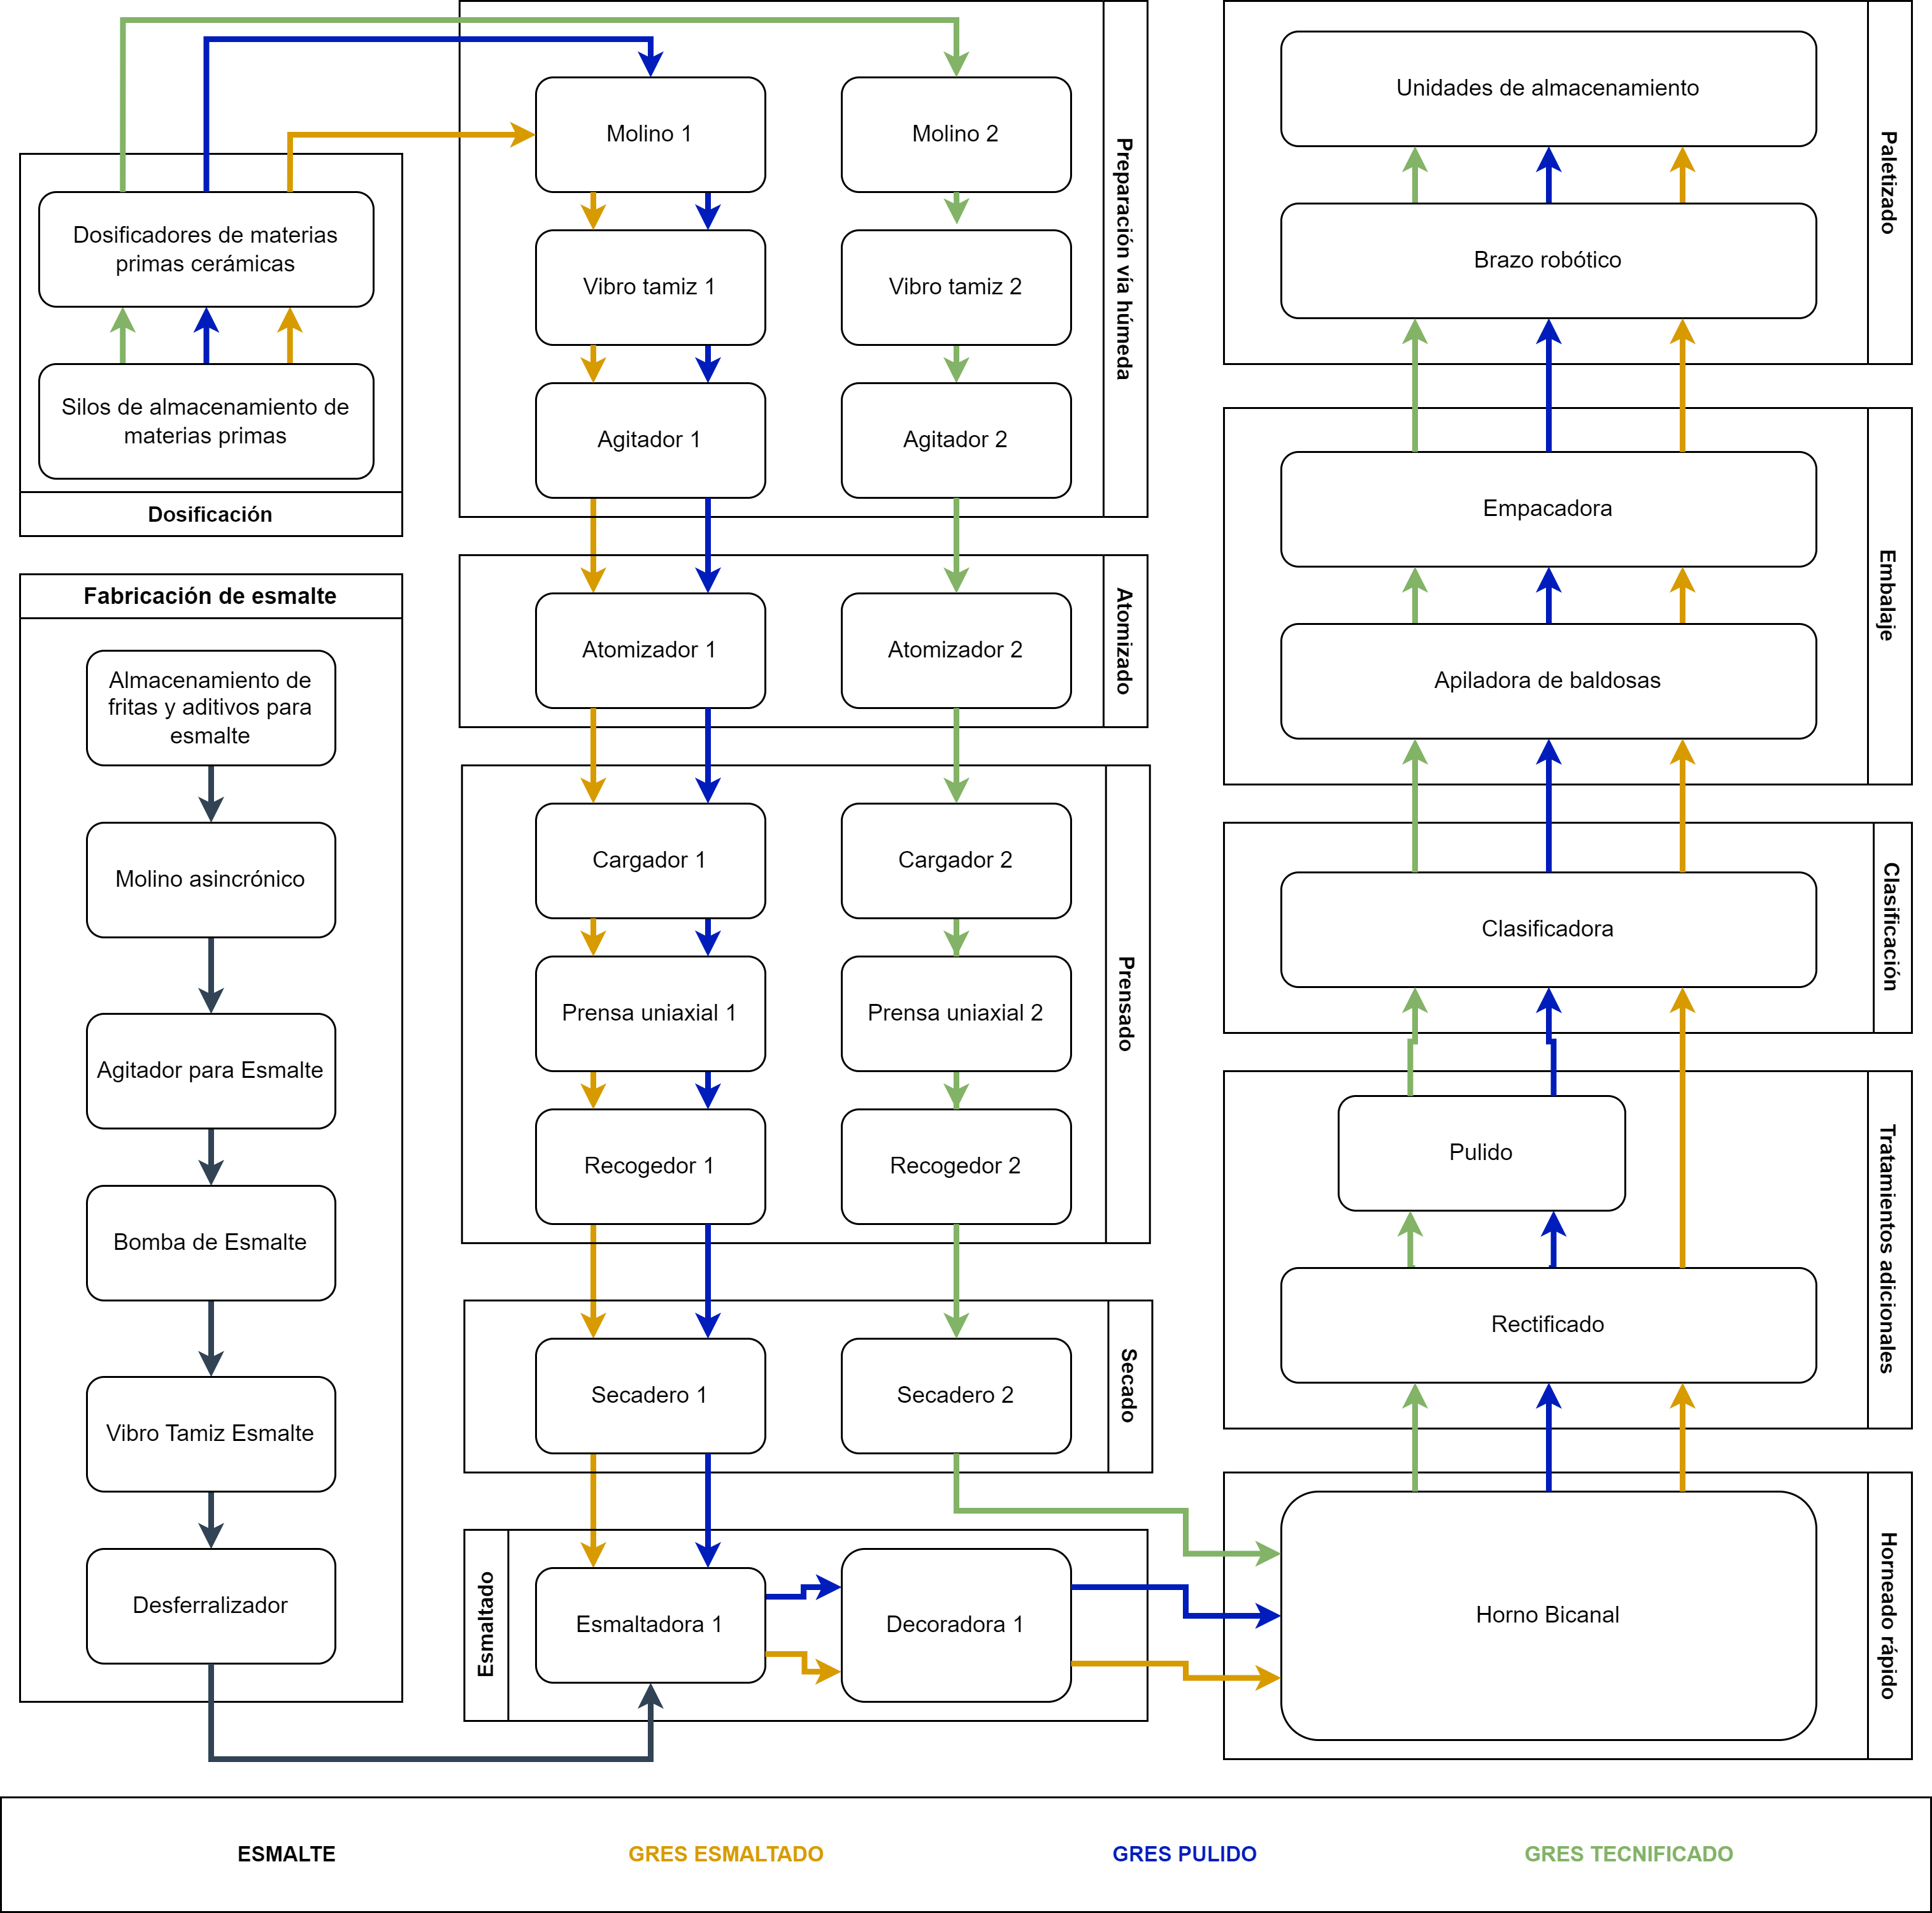 Dosificadores de materias
primas cerámicas
Silos de almacenamiento de
materias primas
Dosificación
Fabricación de esmalte
Almacenamiento de
fritas y aditivos para
esmalte
Molino asincrónico
Agitador para Esmalte
Bomba de Esmalte
Vibro Tamiz Esmalte
Desferralizador
Molino 1
Molino 2
Vibro tamiz 1
Vibro tamiz 2
Agitador 1
Agitador 2
Preparación vía húmeda
Atomizador 1
Atomizador 2
Atomizado
Cargador 1
Cargador 2
Prensa uniaxial 1
Prensa uniaxial 2
Recogedor 1
Recogedor 2
Prensado
Secadero 1
Secadero 2
Secado
Esmaltado
Esmaltadora 1
Decoradora 1
Unidades de almacenamiento
Brazo robótico
Paletizado
Empacadora
Apiladora de baldosas
Embalaje
Clasificadora
Clasificación
Pulido
Rectificado
Tratamientos adicionales
Horno Bicanal
Horneado rápido
ESMALTE
GRES ESMALTADO
GRES PULIDO
GRES TECNIFICADO